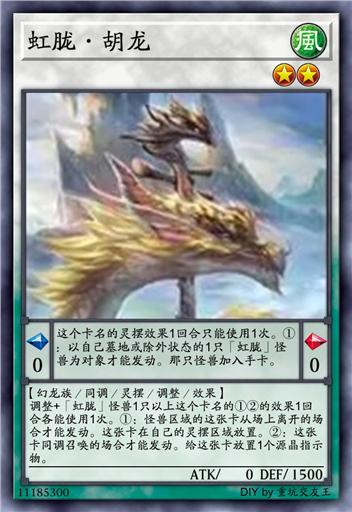 虹胧·胡龙
風
这个卡名的灵摆效果1回合只能使用1次。①
：以自己墓地或除外状态的1只「虹胧」怪
兽为对象才能发动。那只怪兽加入手卡。
0
0
【幻龙族／同调／灵摆／调整／效果】
调整+「虹胧」怪兽1只以上这个卡名的①②的效果1回
合各能使用1次。①：怪兽区域的这张卡从场上离开的场
合才能发动。这张卡在自己的灵摆区域放置。②：这张
卡同调召唤的场合才能发动。给这张卡放置1个源晶指示
物。
ATK/ 0 DEF/1500
11185300
DIY by 重坑交友王